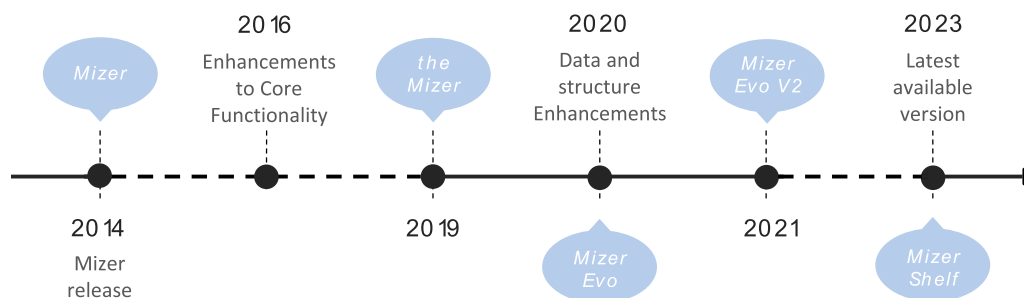 Mizer
2014
Mizer
release
2016
Enhancements
to Core
Functionality
the
Mizer
2019
2020
Data and
structure
Enhancements
Mizer
Evo
Mizer
Evo V2
2021
2023
Latest
available
version
Mizer
Shelf